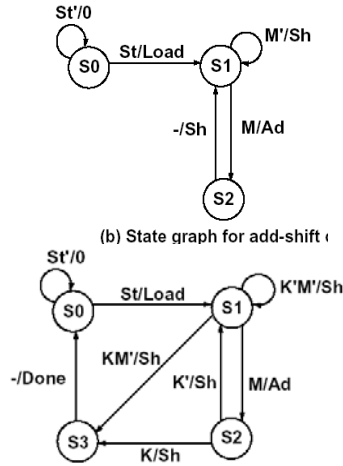 St'/0
S0
St/Load
S1
M'/Sh
-/Sh
M/Ad
S2
(b) State graph for add-shift
St'/0
S0
St/Load
S1
K'M'/Sh
KM'/Sh
K'/Sh
M/Ad
-/Done
S3
K/Sh
S2